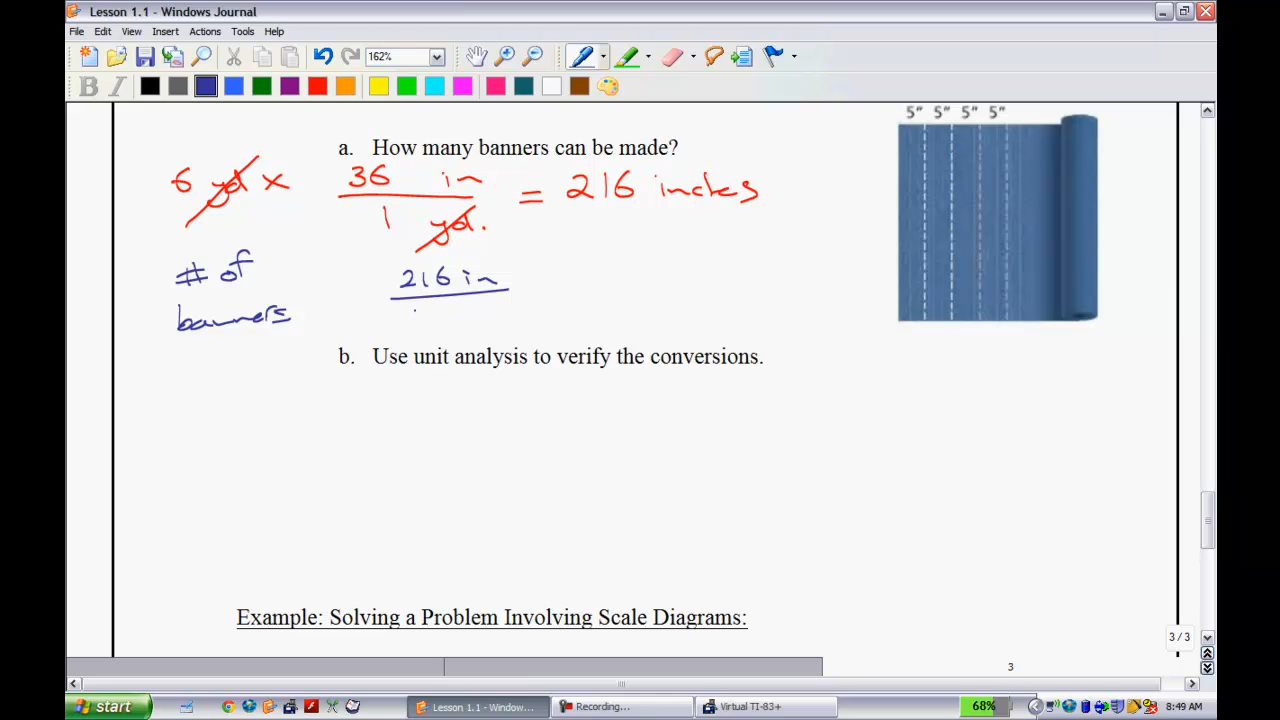 Lesson 1.1 - Windows Journal
File Edit View Insert Actions Tools Help
162%
B I
5" 5" 5" 5"
a. How many banners can be made?
6 yd x 36 in / 1 yd. = 216 inches
# of
banners
216 in
b. Use unit analysis to verify the conversions.
Example: Solving a Problem Involving Scale Diagrams:
3 / 3
3
start
Lesson 1.1 - Window...
Recording...
Virtual TI-83+
68%
8:49 AM